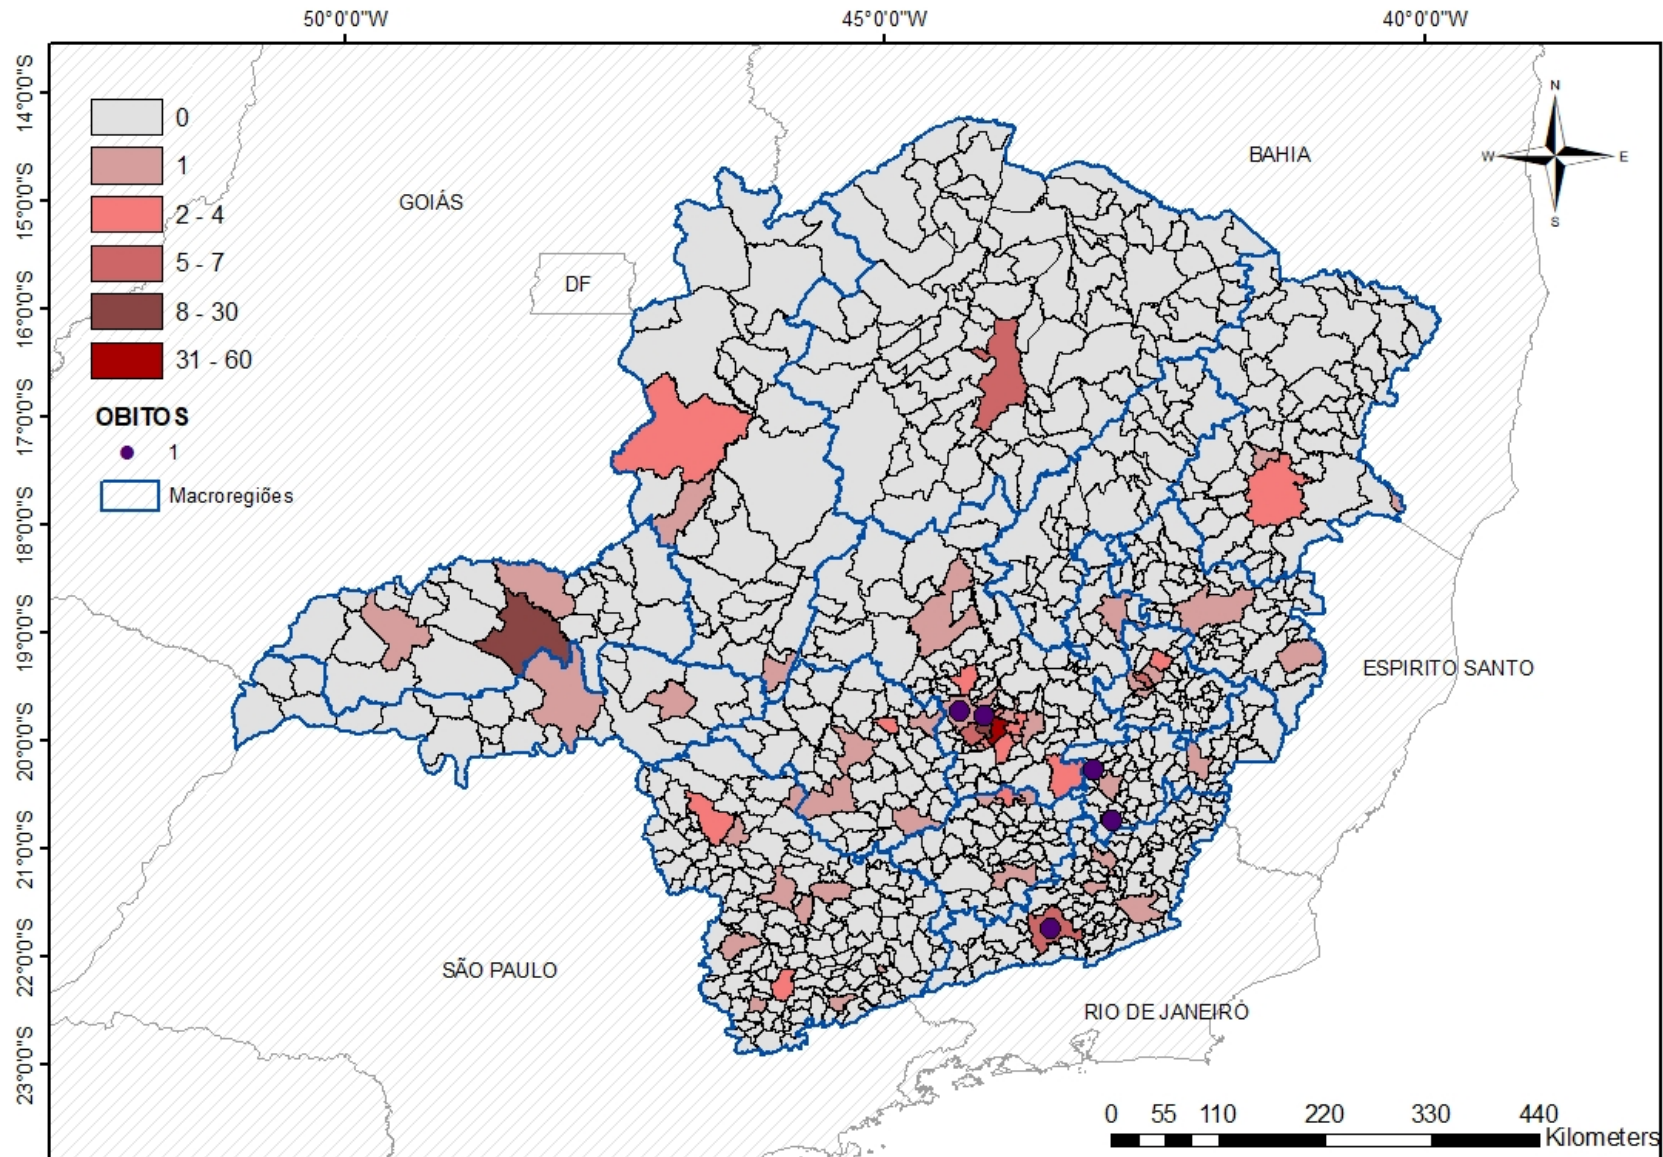 50°0'0"W 45°0'0"W 40°0'0"W
14°0'0"S
15°0'0"S
16°0'0"S
17°0'0"S
18°0'0"S
19°0'0"S
20°0'0"S
21°0'0"S
22°0'0"S
23°0'0"S
0
1
2 - 4
5 - 7
8 - 30
31 - 60
OBITOS
1
Macroregiões
N
W E
S
BAHIA
GOIÁS
DF
ESPIRITO SANTO
SÃO PAULO
RIO DE JANEIRO
0 55 110 220 330 440
Kilometers